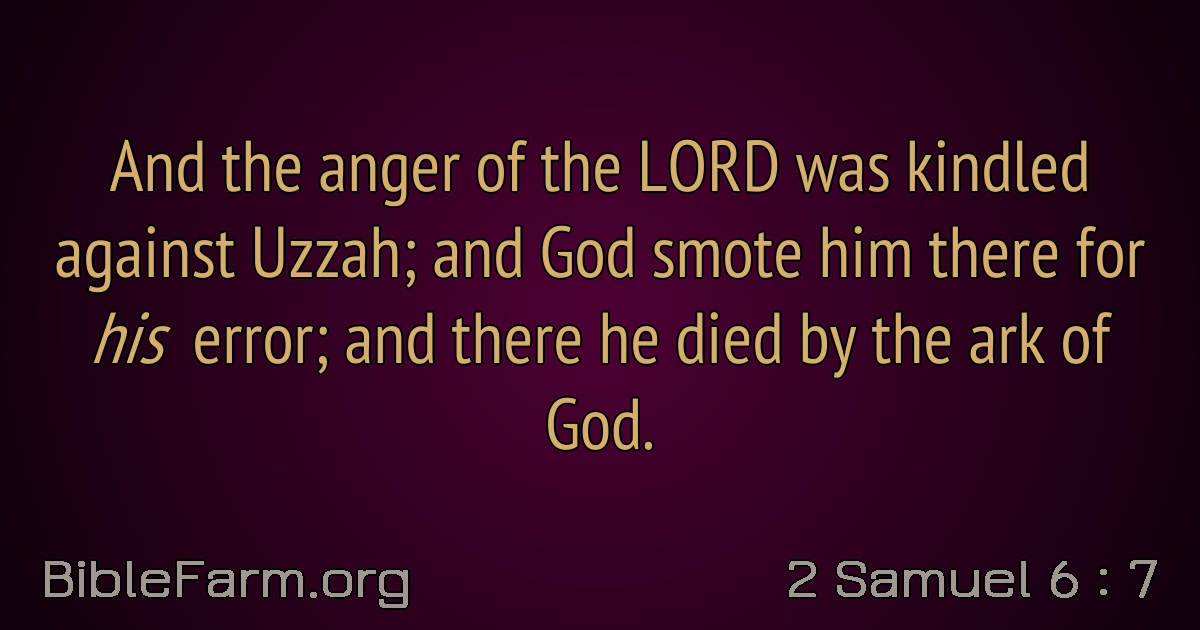 And the anger of the LORD was kindled
against Uzzah; and God smote him there for
his error; and there he died by the ark of
God.
BibleFarm.org
2 Samuel 6 : 7